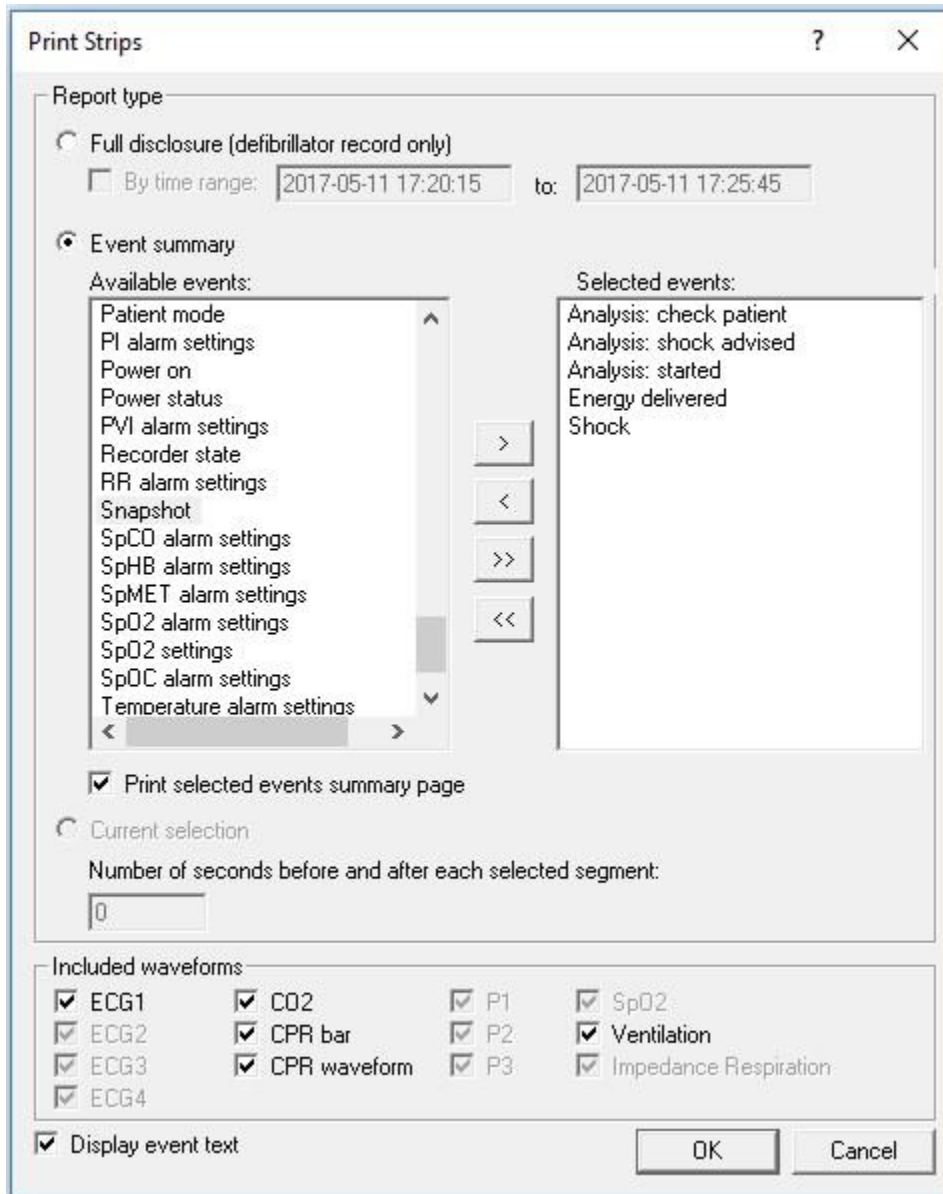 Print Strips
?
Report type
Full disclosure (defibrillator record only)
By time range: 2017-05-11 17:20:15 to: 2017-05-11 17:25:45
Event summary
Available events:
Patient mode
PI alarm settings
Power on
Power status
PVI alarm settings
Recorder state
RR alarm settings
Snapshot
SpCO alarm settings
SpHB alarm settings
SpMET alarm settings
SpO2 alarm settings
SpO2 settings
SpOC alarm settings
Temperature alarm settings
>
<
>>
<<
Selected events:
Analysis: check patient
Analysis: shock advised
Analysis: started
Energy delivered
Shock
Print selected events summary page
Current selection
Number of seconds before and after each selected segment:
0
Included waveforms
ECG1 CO2 P1 SpO2
ECG2 CPR bar P2 Ventilation
ECG3 CPR waveform P3 Impedance Respiration
ECG4
Display event text
OK Cancel